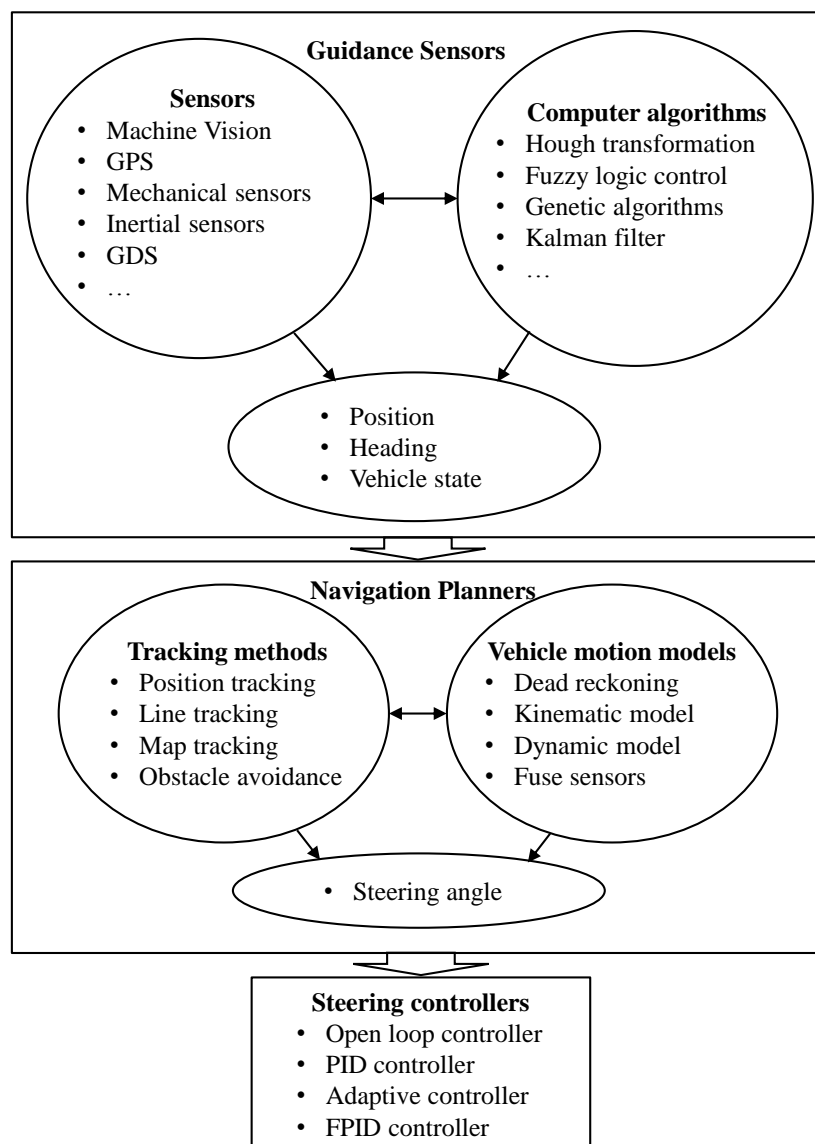 Guidance Sensors
Sensors
• Machine Vision
• GPS
• Mechanical sensors
• Inertial sensors
• GDS
• …
Computer algorithms
• Hough transformation
• Fuzzy logic control
• Genetic algorithms
• Kalman filter
• …
• Position
• Heading
• Vehicle state
Navigation Planners
Tracking methods
• Position tracking
• Line tracking
• Map tracking
• Obstacle avoidance
Vehicle motion models
• Dead reckoning
• Kinematic model
• Dynamic model
• Fuse sensors
• Steering angle
Steering controllers
• Open loop controller
• PID controller
• Adaptive controller
• FPID controller